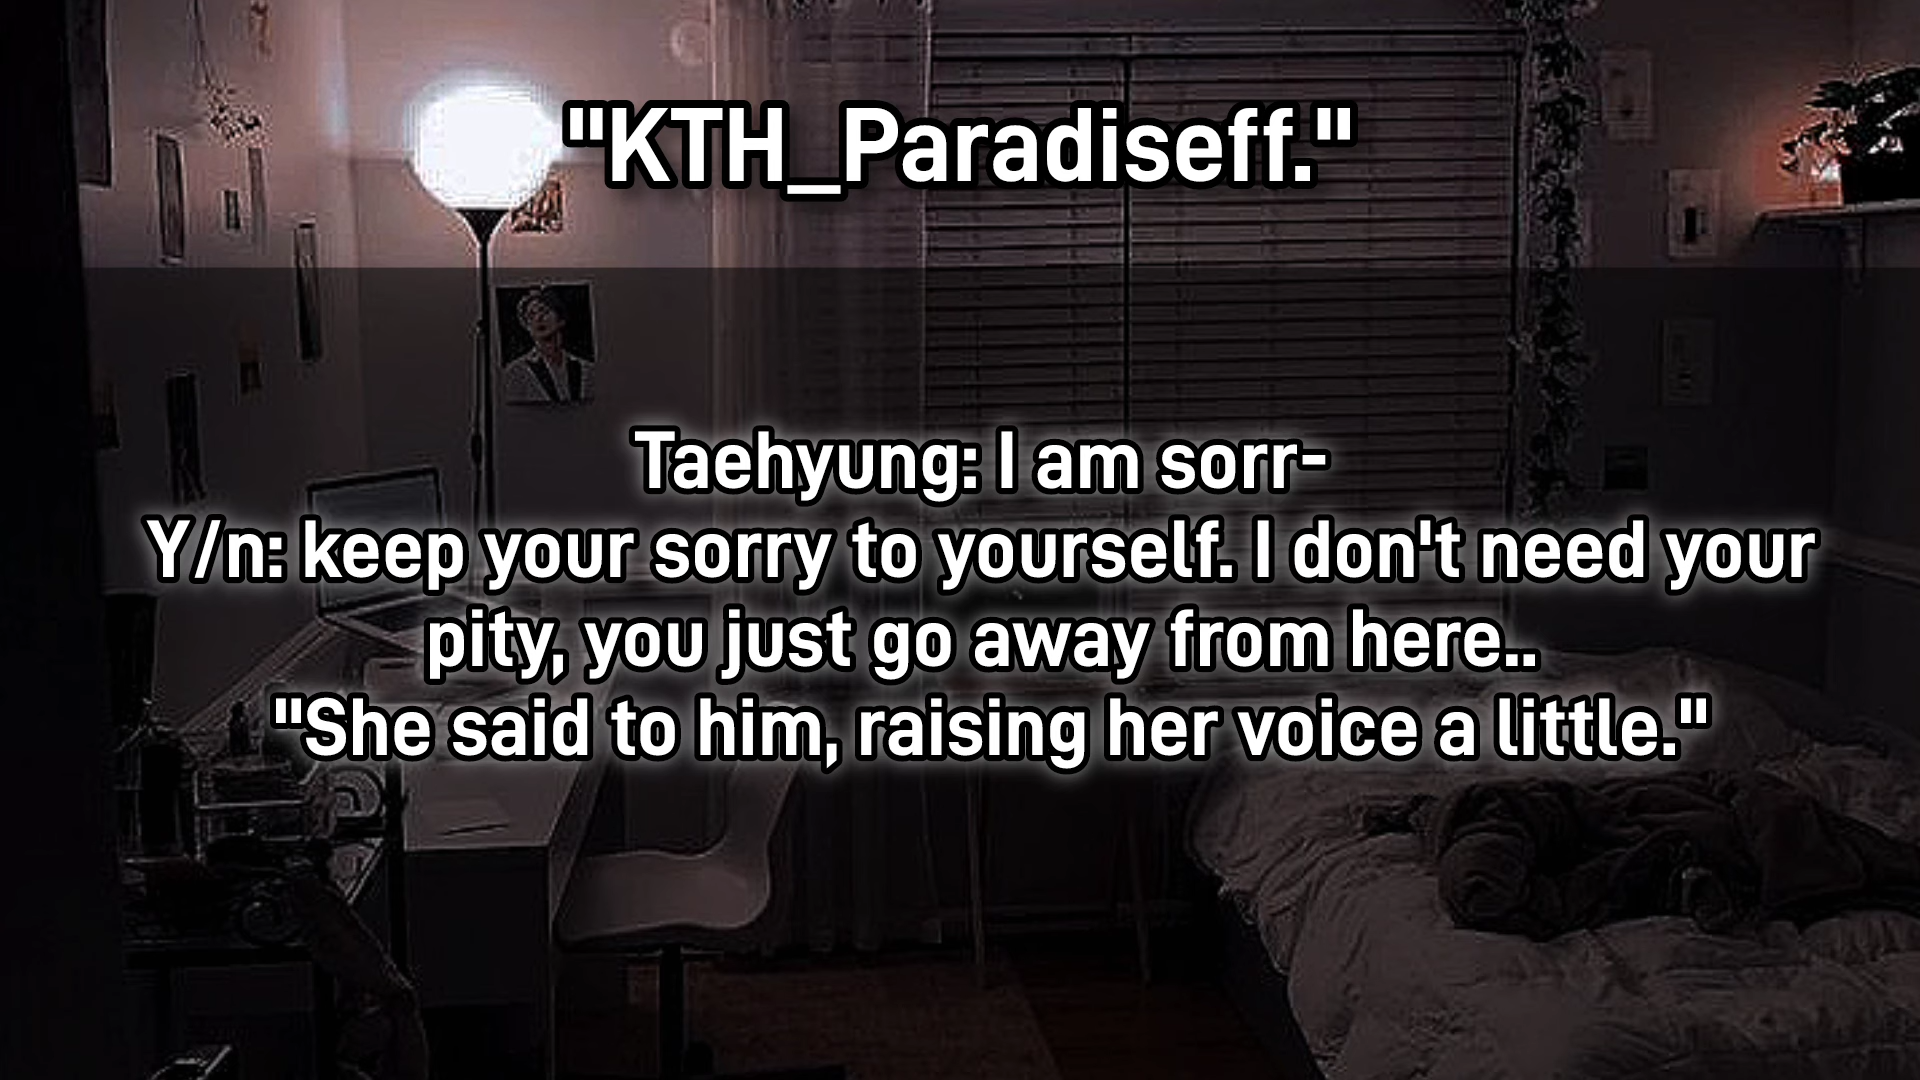 "KTH_Paradiseff."
Taehyung: I am sorr-
Y/n: keep your sorry to yourself. I don't need your
pity, you just go away from here..
"She said to him, raising her voice a little."